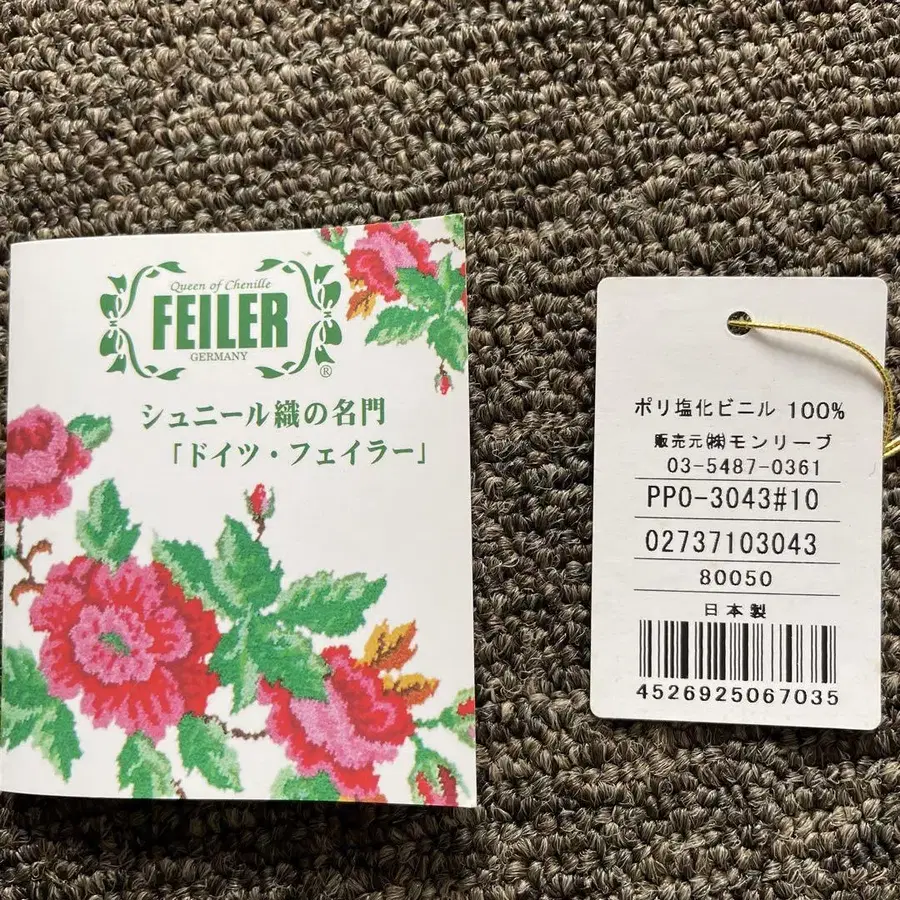 Queen of Chenille
FEILER
GERMANY
®
シュニール織の名門
「ドイツ・フェイラー」
ポリ塩化ビニル 100%
販売元㈱モンリーブ
03-5487-0361
PPO-3043#10
02737103043
80050
日本製
4526925067035